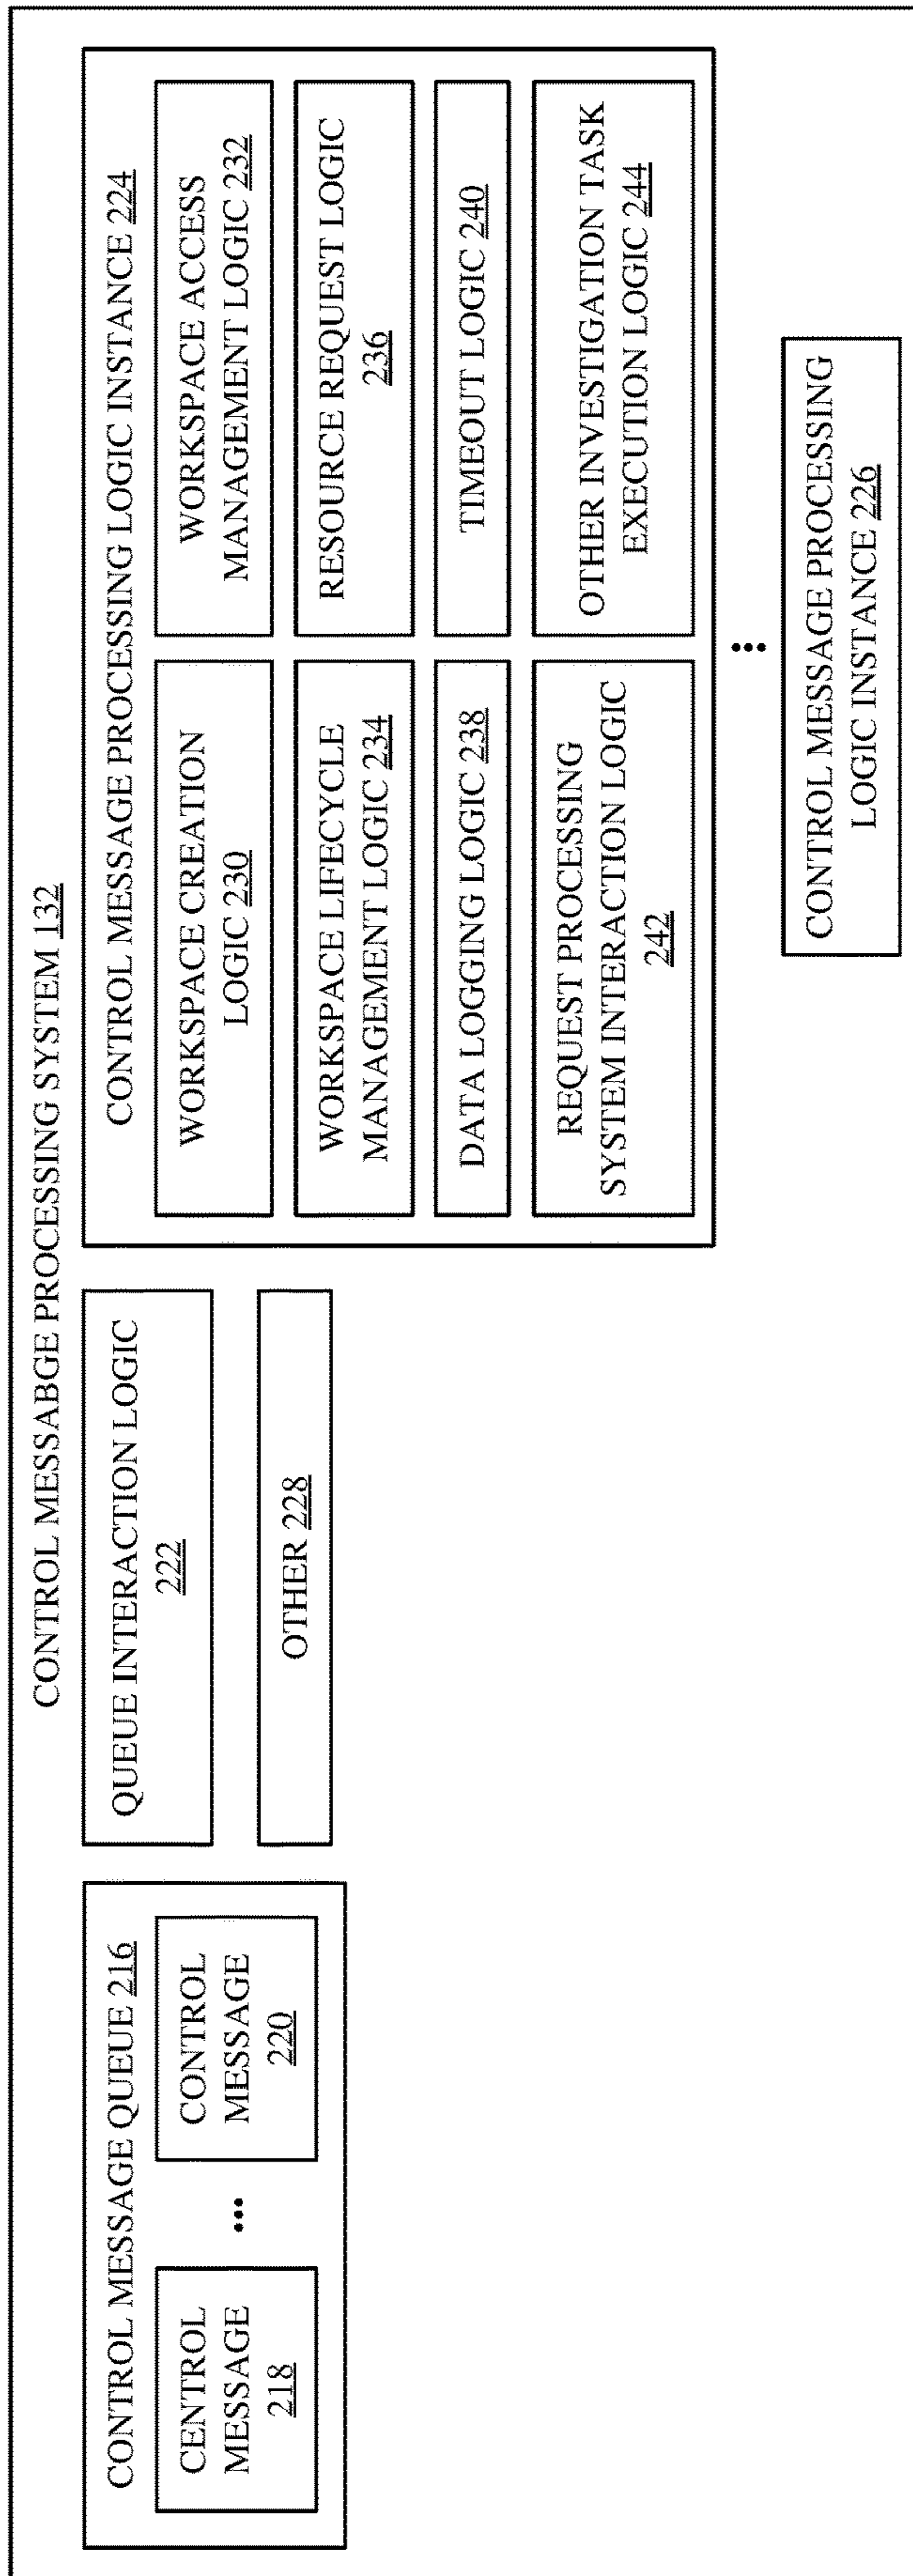 CONTROL MESSABGE PROCESSING SYSTEM 132
CONTROL MESSAGE QUEUE 216
CENTRAL
MESSAGE
218
•••
CONTROL
MESSAGE
220
QUEUE INTERACTION LOGIC
222
OTHER 228
CONTROL MESSAGE PROCESSING LOGIC INSTANCE 224
WORKSPACE CREATION
LOGIC 230
WORKSPACE ACCESS
MANAGEMENT LOGIC 232
WORKSPACE LIFECYCLE
MANAGEMENT LOGIC 234
RESOURCE REQUEST LOGIC
236
DATA LOGGING LOGIC 238
TIMEOUT LOGIC 240
REQUEST PROCESSING
SYSTEM INTERACTION LOGIC
242
OTHER INVESTIGATION TASK
EXECUTION LOGIC 244
•••
CONTROL MESSAGE PROCESSING
LOGIC INSTANCE 226